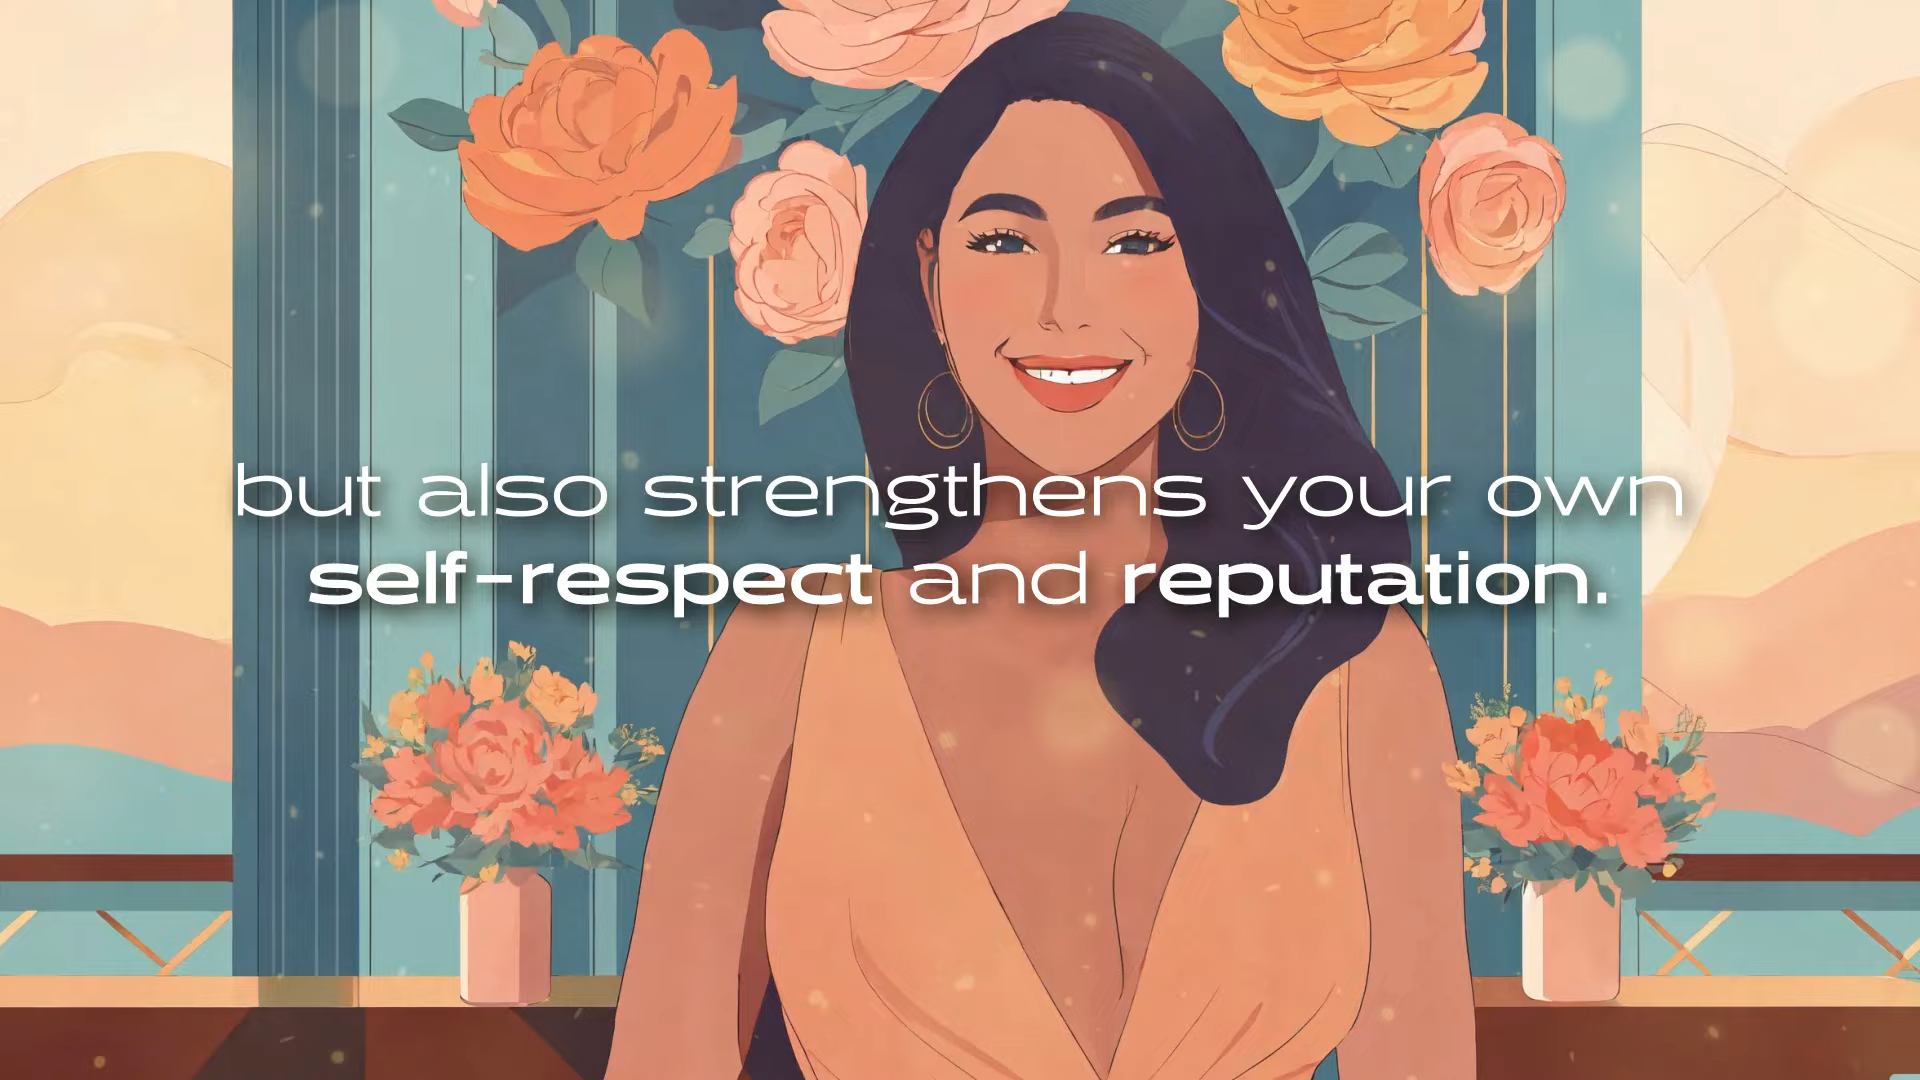 but also strengthens your own
self-respect and reputation.